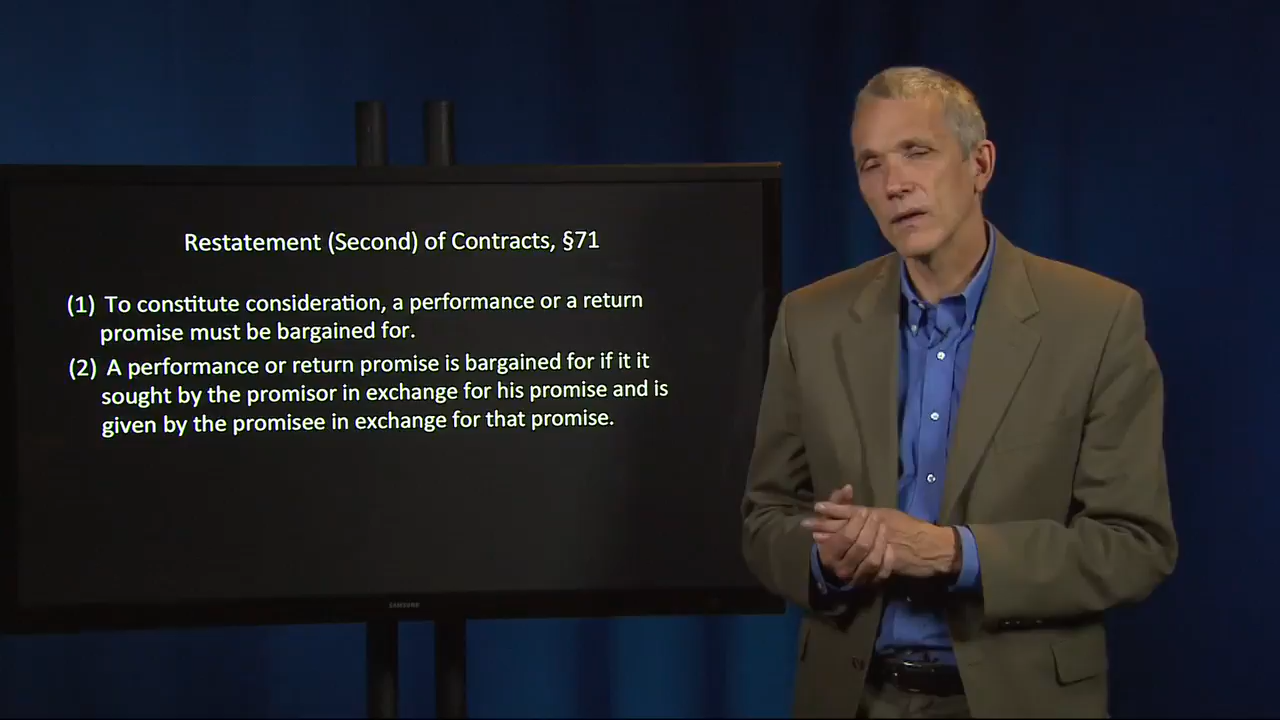 Restatement (Second) of Contracts, §71
(1) To constitute consideration, a performance or a return
promise must be bargained for.
(2) A performance or return promise is bargained for if it it
sought by the promisor in exchange for his promise and is
given by the promisee in exchange for that promise.
SAMSUNG